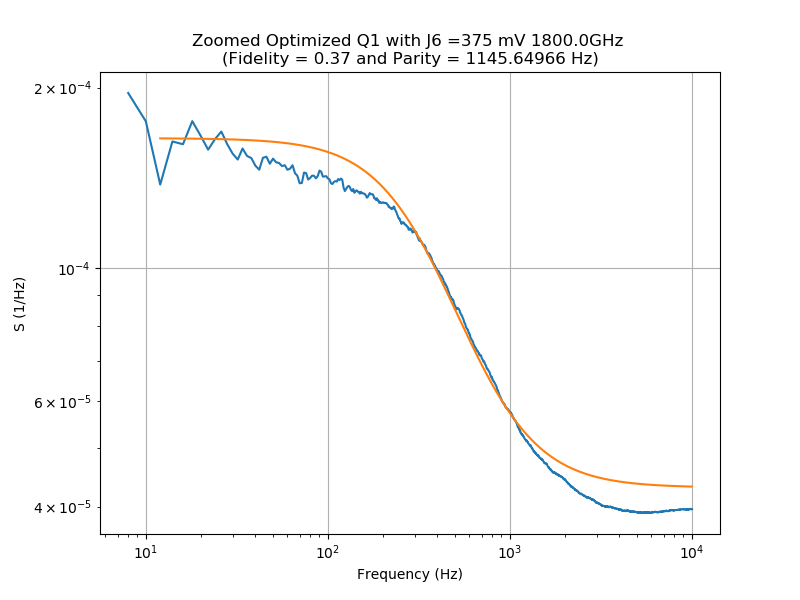 Zoomed Optimized Q1 with J6 =375 mV 1800.0GHz
(Fidelity = 0.37 and Parity = 1145.64966 Hz)
2 × 10⁻⁴
10⁻⁴
6 × 10⁻⁵
4 × 10⁻⁵
S (1/Hz)
10¹ 10² 10³ 10⁴
Frequency (Hz)